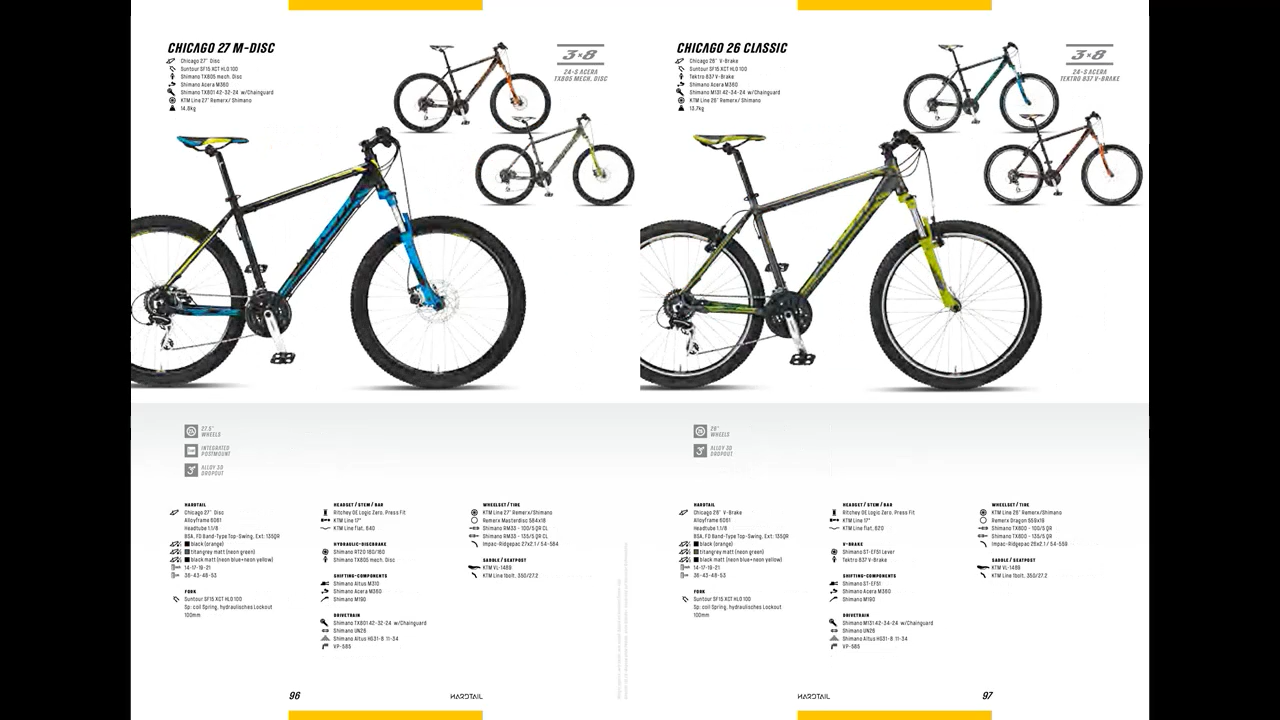 CHICAGO 27 M-DISC
Chicago 27" Disc
Suntour SF15 XCT HLO 100
Shimano TX805 mech. Disc
Shimano Acera M360
Shimano TX801 42-32-24 w/Chainguard
KTM Line 27" Remerx/ Shimano
14,6kg
3×8
24-S ACERA
TX805 MECH. DISC
27.5"
WHEELS
INTEGRATED
POSTMOUNT
ALLOY 3D
DROPOUT
HARDTAIL
Chicago 27" Disc
Alloyframe 6061
Headtube 1.1/8
BSA, FD Band-Type Top-Swing, Ext: 135QR
black (orange)
titangrey matt (neon green)
black matt (neon blue+neon yellow)
14-17-19-21
36-43-48-53
FORK
Suntour SF15 XCT HLO 100
Sp: coil Spring, hydraulisches Lockout
100mm
HEADSET / STEM / BAR
Ritchey OE Logic Zero, Press Fit
KTM Line 17°
KTM Line flat, 640
HYDRAULIC-DISCBRAKE
Shimano RT20 180/160
Shimano TX805 mech. Disc
SHIFTING-COMPONENTS
Shimano Altus M310
Shimano Acera M360
Shimano M190
DRIVETRAIN
Shimano TX801 42-32-24 w/Chainguard
Shimano UN26
Shimano Altus HG31-8 11-34
VP-565
WHEELSET / TIRE
KTM Line 27" Remerx/Shimano
Remerx Masterdisc 584x18
Shimano RM33 - 100/5 QR CL
Shimano RM33 - 135/5 QR CL
Impac-Ridgepac 27x2.1 / 54-584
SADDLE / SEATPOST
KTM VL-1489
KTM Line 1bolt. 350/27.2
96
HARDTAIL
CHICAGO 26 CLASSIC
Chicago 26" V-Brake
Suntour SF15 XCT HLO 100
Tektro 837 V-Brake
Shimano Acera M360
Shimano M131 42-34-24 w/Chainguard
KTM Line 26" Remerx/ Shimano
13,7kg
3×8
24-S ACERA
TEKTRO 837 V-BRAKE
26"
WHEELS
ALLOY 3D
DROPOUT
HARDTAIL
Chicago 26" V-Brake
Alloyframe 6061
Headtube 1.1/8
BSA, FD Band-Type Top-Swing, Ext: 135QR
black (orange)
titangrey matt (neon green)
black matt (neon blue+neon yellow)
14-17-19-21
36-43-48-53
FORK
Suntour SF15 XCT HLO 100
Sp: coil Spring, hydraulisches Lockout
100mm
HEADSET / STEM / BAR
Ritchey OE Logic Zero, Press Fit
KTM Line 17°
KTM Line flat, 620
V-BRAKE
Shimano ST-EF51 Lever
Tektro 837 V-Brake
SHIFTING-COMPONENTS
Shimano ST-EF51
Shimano Acera M360
Shimano M190
DRIVETRAIN
Shimano M131 42-34-24 w/Chainguard
Shimano UN26
Shimano Altus HG31-8 11-34
VP-565
WHEELSET / TIRE
KTM Line 26" Remerx/Shimano
Remerx Dragon 559x19
Shimano TX800 - 100/5 QR
Shimano TX800 - 135/5 QR
Impac-Ridgepac 26x2.1 / 54-559
SADDLE / SEATPOST
KTM VL-1489
KTM Line 1bolt. 350/27.2
HARDTAIL
97